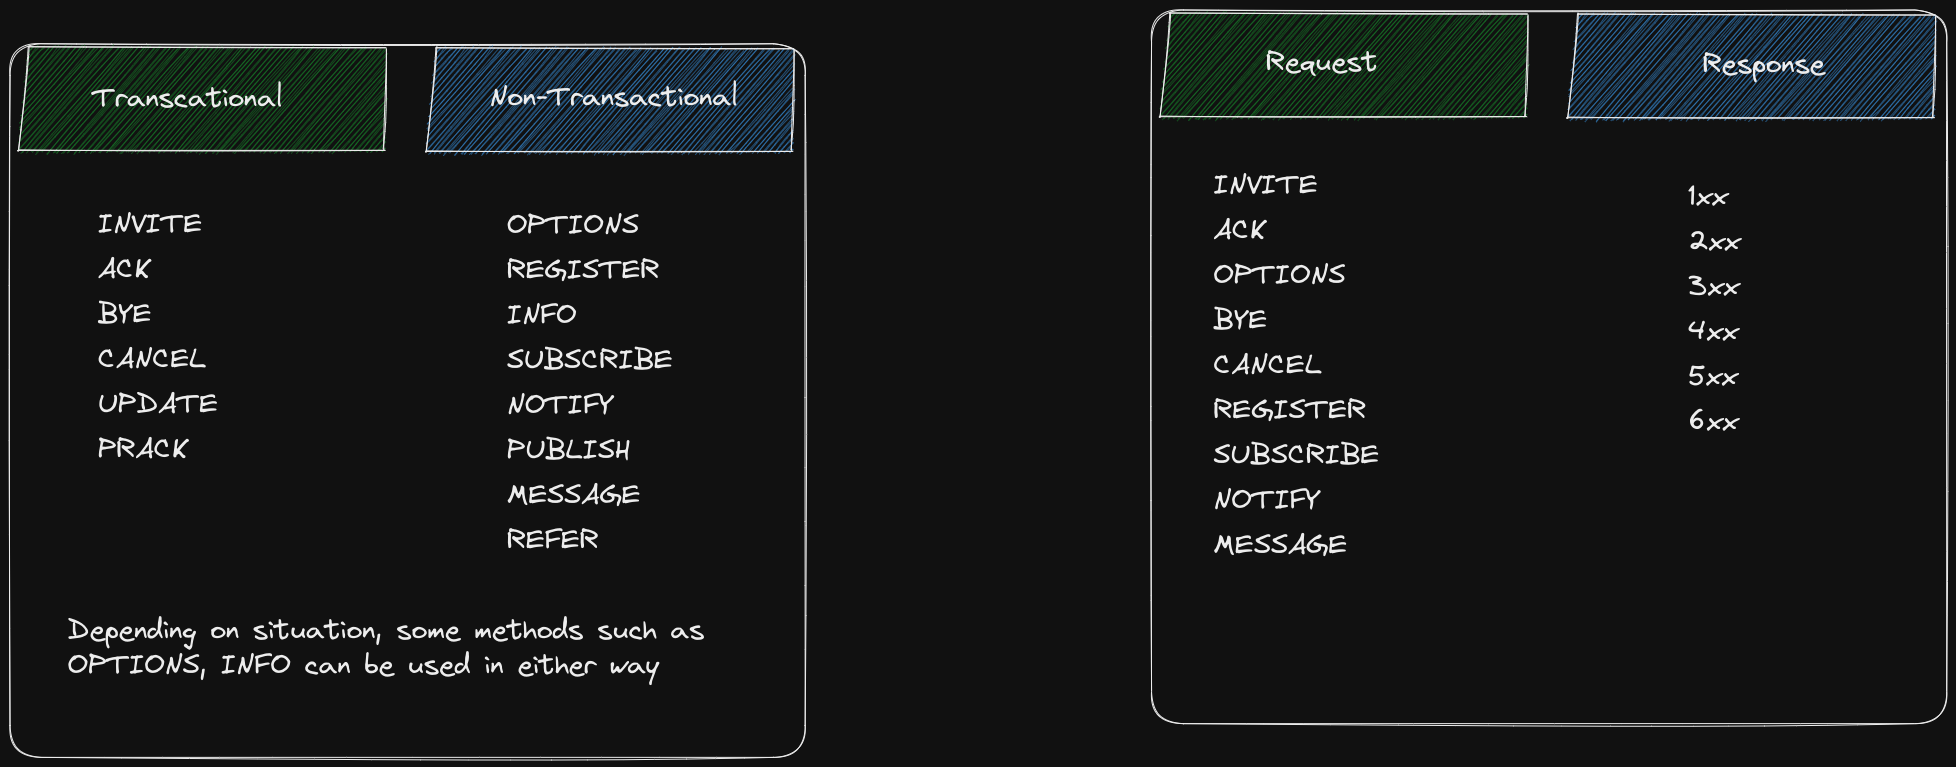 Transcational
Non-Transactional
INVITE
ACK
BYE
CANCEL
UPDATE
PRACK
OPTIONS
REGISTER
INFO
SUBSCRIBE
NOTIFY
PUBLISH
MESSAGE
REFER
Depending on situation, some methods such as
OPTIONS, INFO can be used in either way
Request
Response
INVITE
ACK
OPTIONS
BYE
CANCEL
REGISTER
SUBSCRIBE
NOTIFY
MESSAGE
1xx
2xx
3xx
4xx
5xx
6xx